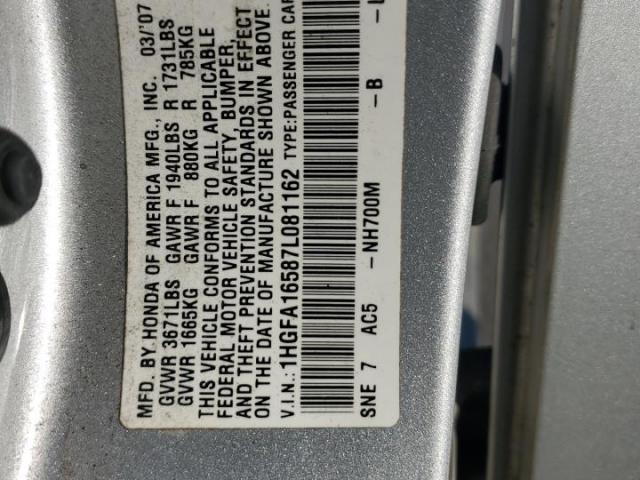 MFD. BY HONDA OF AMERICA MFG., INC. 03/'07
GVWR 3671LBS GAWR F 1940LBS R 1731LBS
GVWR 1665KG GAWR F 880KG R 785KG
THIS VEHICLE CONFORMS TO ALL APPLICABLE
FEDERAL MOTOR VEHICLE SAFETY, BUMPER,
AND THEFT PREVENTION STANDARDS IN EFFECT
ON THE DATE OF MANUFACTURE SHOWN ABOVE.
V.I.N.: 1HGFA16587L081162 TYPE:PASSENGER CAR
SNE 7 AC5 -NH700M -B